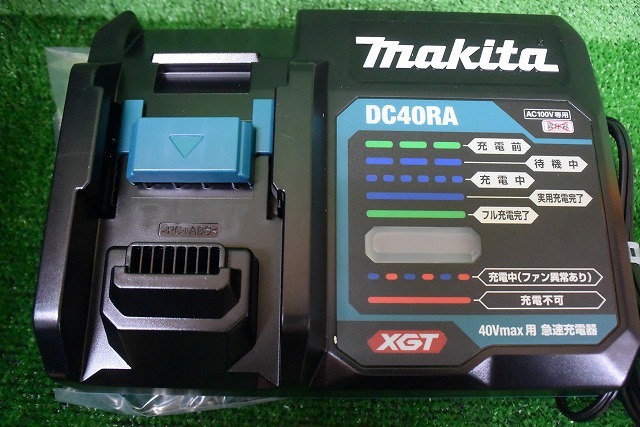 makita
DC40RA
AC100V専用
充電前
待機中
充電中
実用充電完了
フル充電完了
充電中(ファン異常あり)
充電不可
XGT
40Vmax用 急速充電器
>PC+ABS<